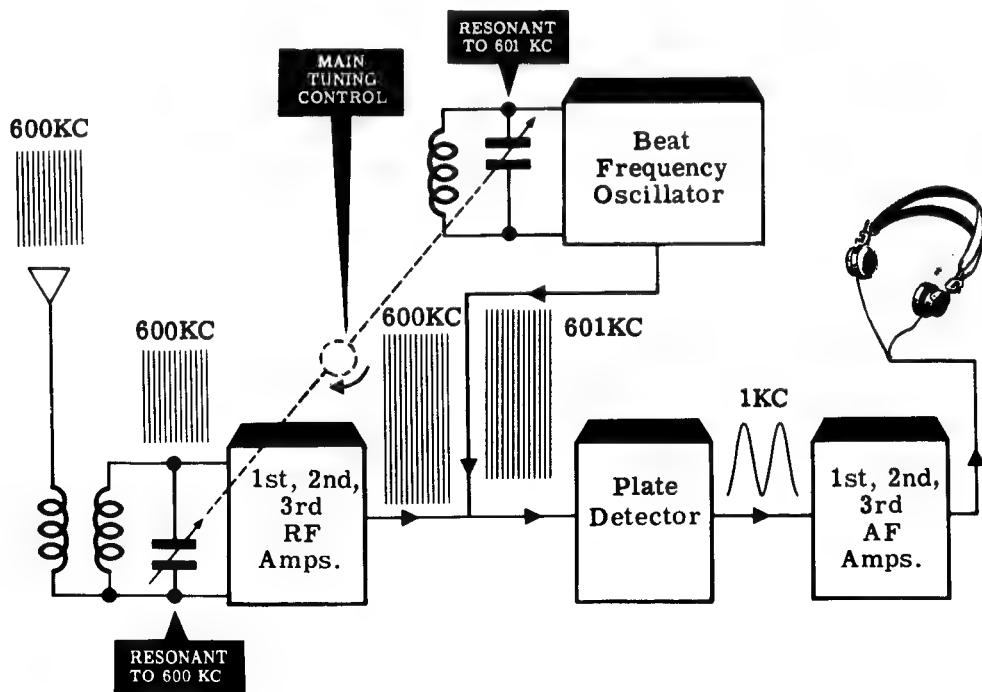 RESONANT
TO 601 KC
MAIN
TUNING
CONTROL
600KC
Beat
Frequency
Oscillator
600KC
600KC
601KC
1KC
1st, 2nd,
3rd
RF
Amps.
Plate
Detector
1st, 2nd,
3rd
AF
Amps.
RESONANT
TO 600 KC